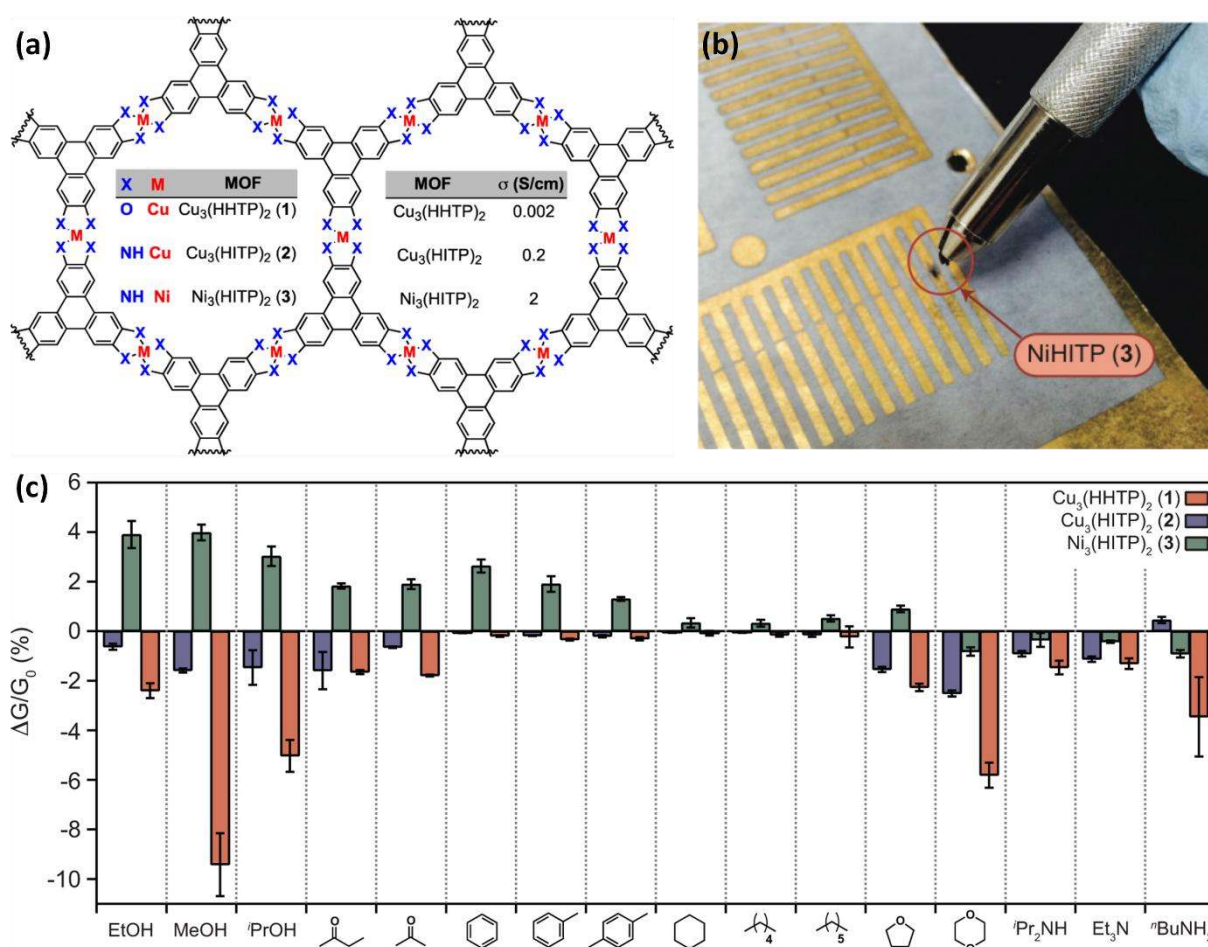 (a)
X M MOF
O Cu Cu3(HHTP)2 (1)
NH Cu Cu3(HITP)2 (2)
NH Ni Ni3(HITP)2 (3)
MOF σ (S/cm)
Cu3(HHTP)2 0.002
Cu3(HITP)2 0.2
Ni3(HITP)2 2
X X M X X
X X M X X
X X M X X
X X M X X
X X M X X
X X M X X
X X M X X
X X M X X
X X M X X
X X M X X
X X M X X
(b)
NiHITP (3)
(c)
Cu3(HHTP)2 (1)
Cu3(HITP)2 (2)
Ni3(HITP)2 (3)
ΔG/G0 (%)
6
4
2
0
-2
-4
-6
-8
-10
EtOH MeOH iPrOH O O 4 5 O O iPr2NH Et3N nBuNH